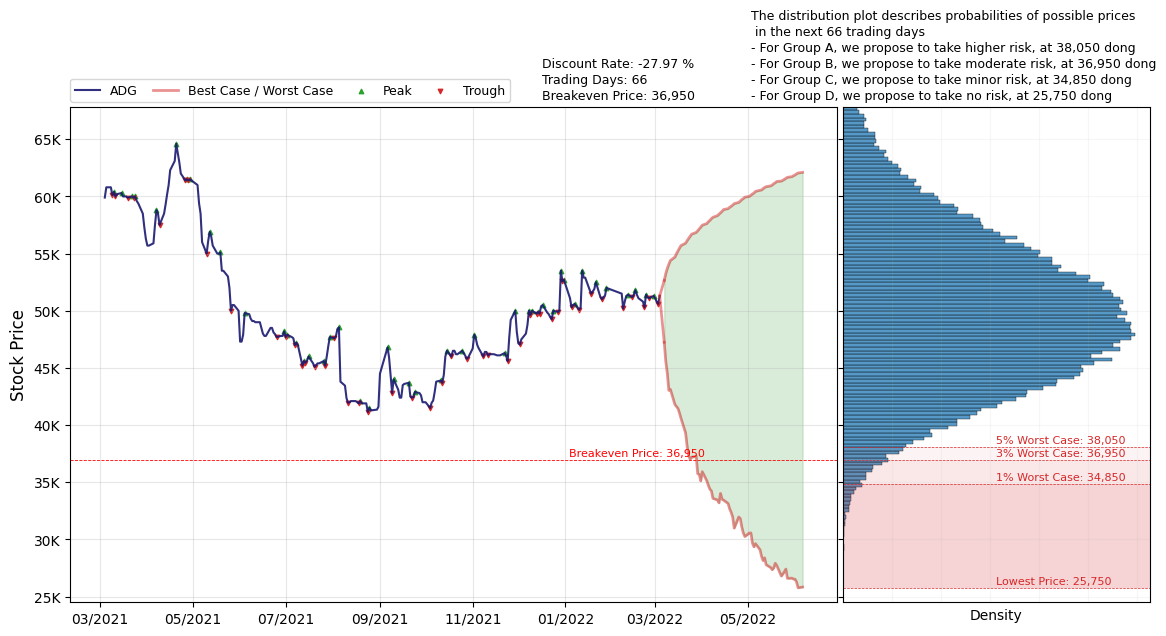 The distribution plot describes probabilities of possible prices
in the next 66 trading days
- For Group A, we propose to take higher risk, at 38,050 dong
- For Group B, we propose to take moderate risk, at 36,950 dong
- For Group C, we propose to take minor risk, at 34,850 dong
- For Group D, we propose to take no risk, at 25,750 dong
Discount Rate: -27.97 %
Trading Days: 66
Breakeven Price: 36,950
ADG
Best Case / Worst Case
Peak
Trough
Stock Price
65K
60K
55K
50K
45K
40K
35K
30K
25K
Breakeven Price: 36,950
5% Worst Case: 38,050
3% Worst Case: 36,950
1% Worst Case: 34,850
Lowest Price: 25,750
03/2021
05/2021
07/2021
09/2021
11/2021
01/2022
03/2022
05/2022
Density